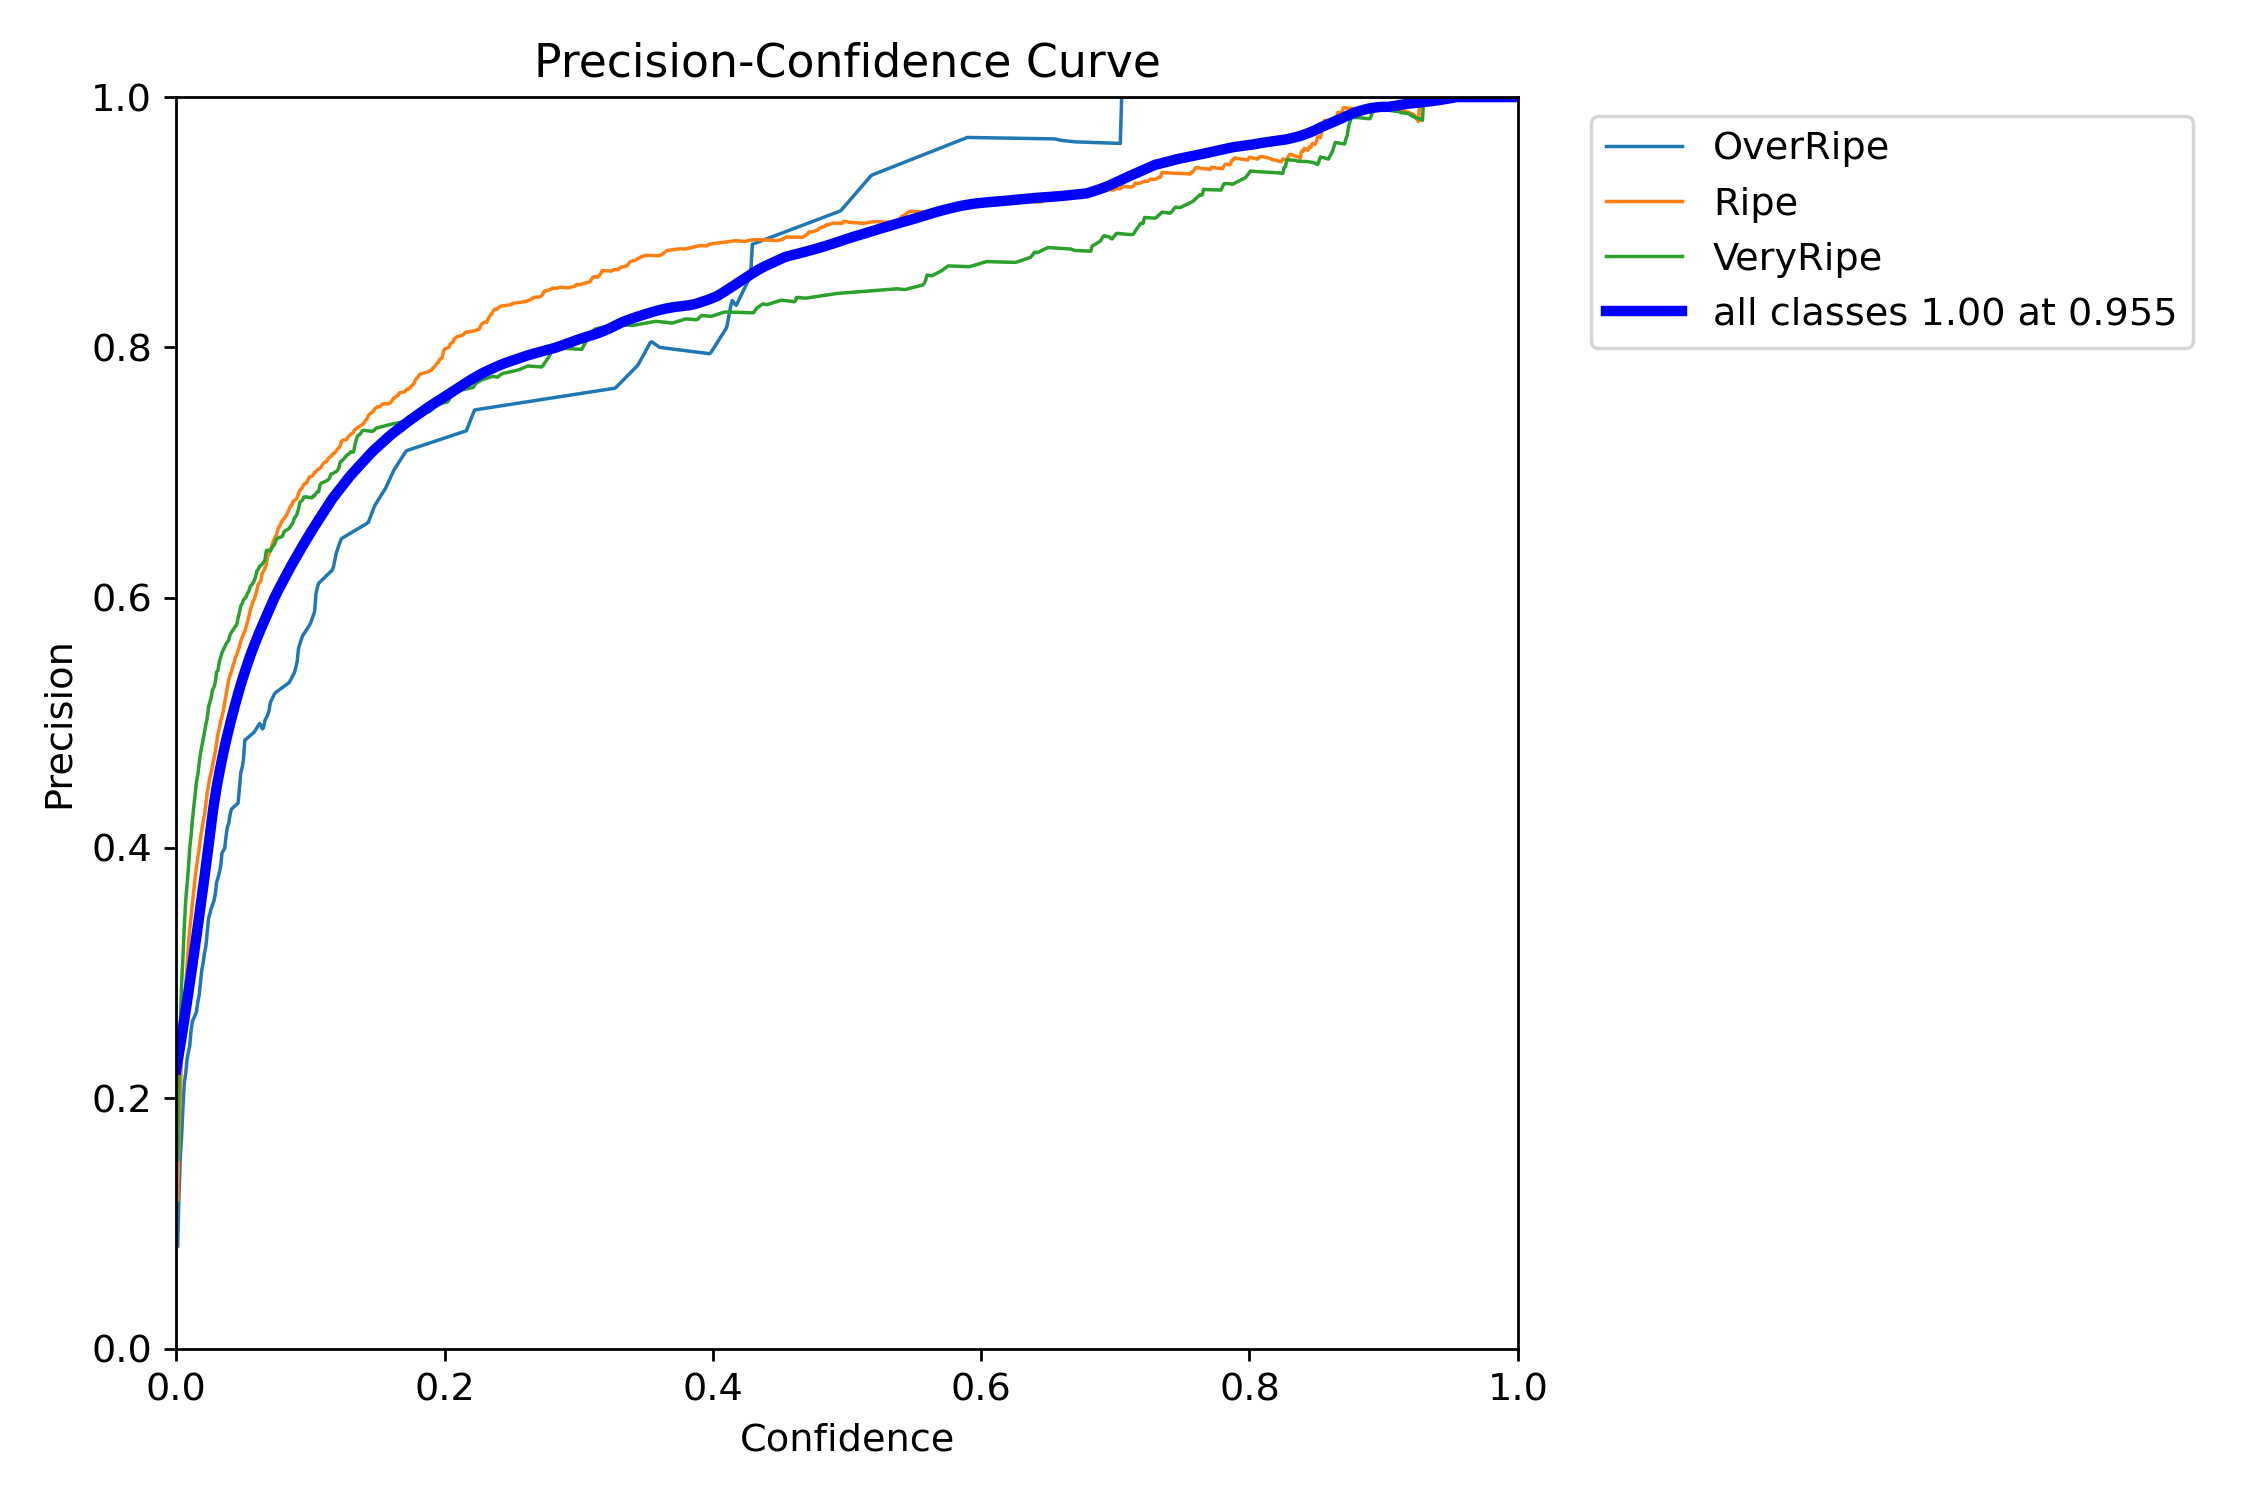 Precision-Confidence Curve
1.0
0.8
0.6
0.4
0.2
0.0
Precision
0.0 0.2 0.4 0.6 0.8 1.0
Confidence
OverRipe
Ripe
VeryRipe
all classes 1.00 at 0.955